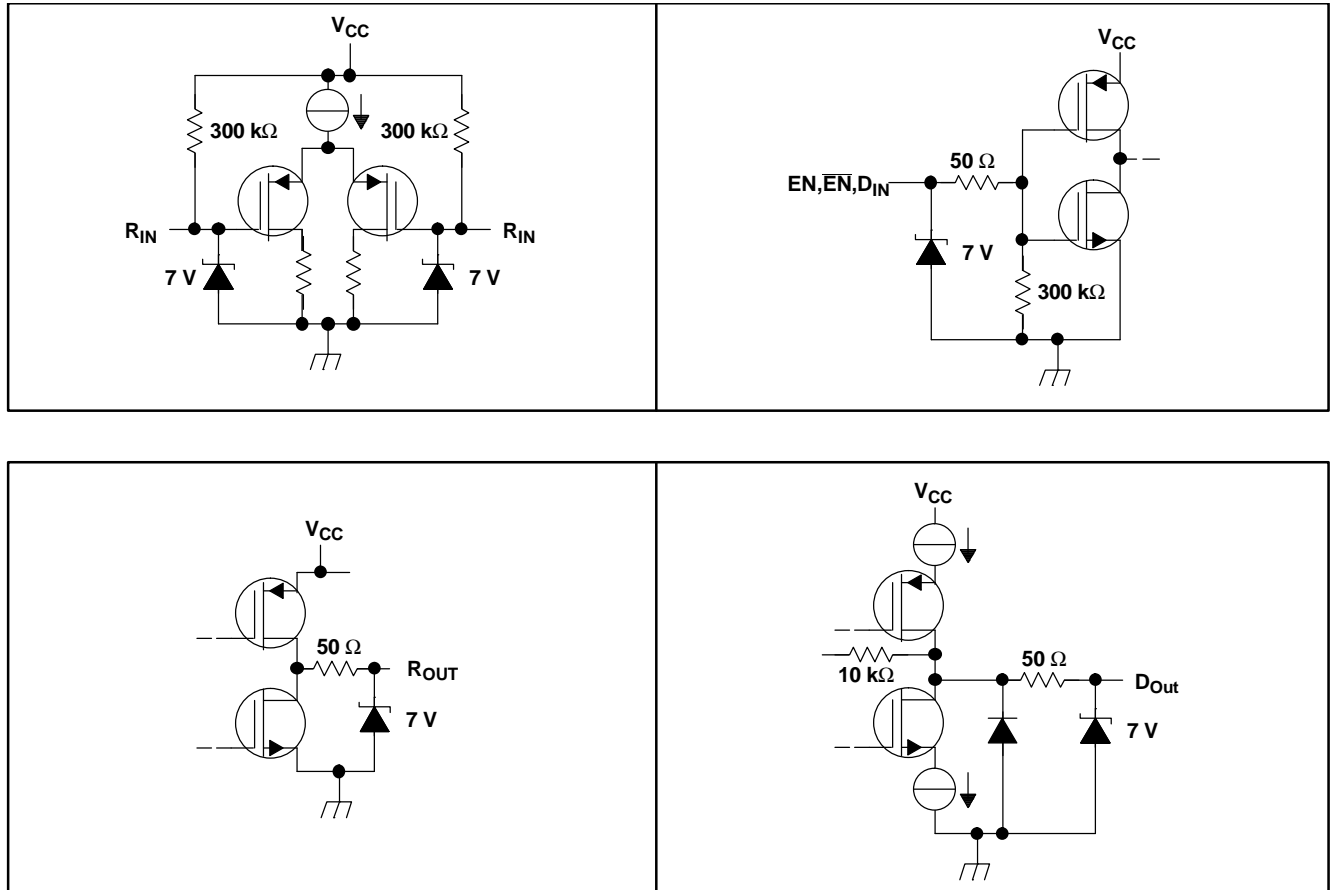 VCC
300 kΩ 300 kΩ
RIN RIN
7 V 7 V
VCC
50 Ω
EN,E̅N̅,DIN
7 V
300 kΩ
VCC
50 Ω
ROUT
7 V
VCC
10 kΩ
50 Ω
DOut
7 V